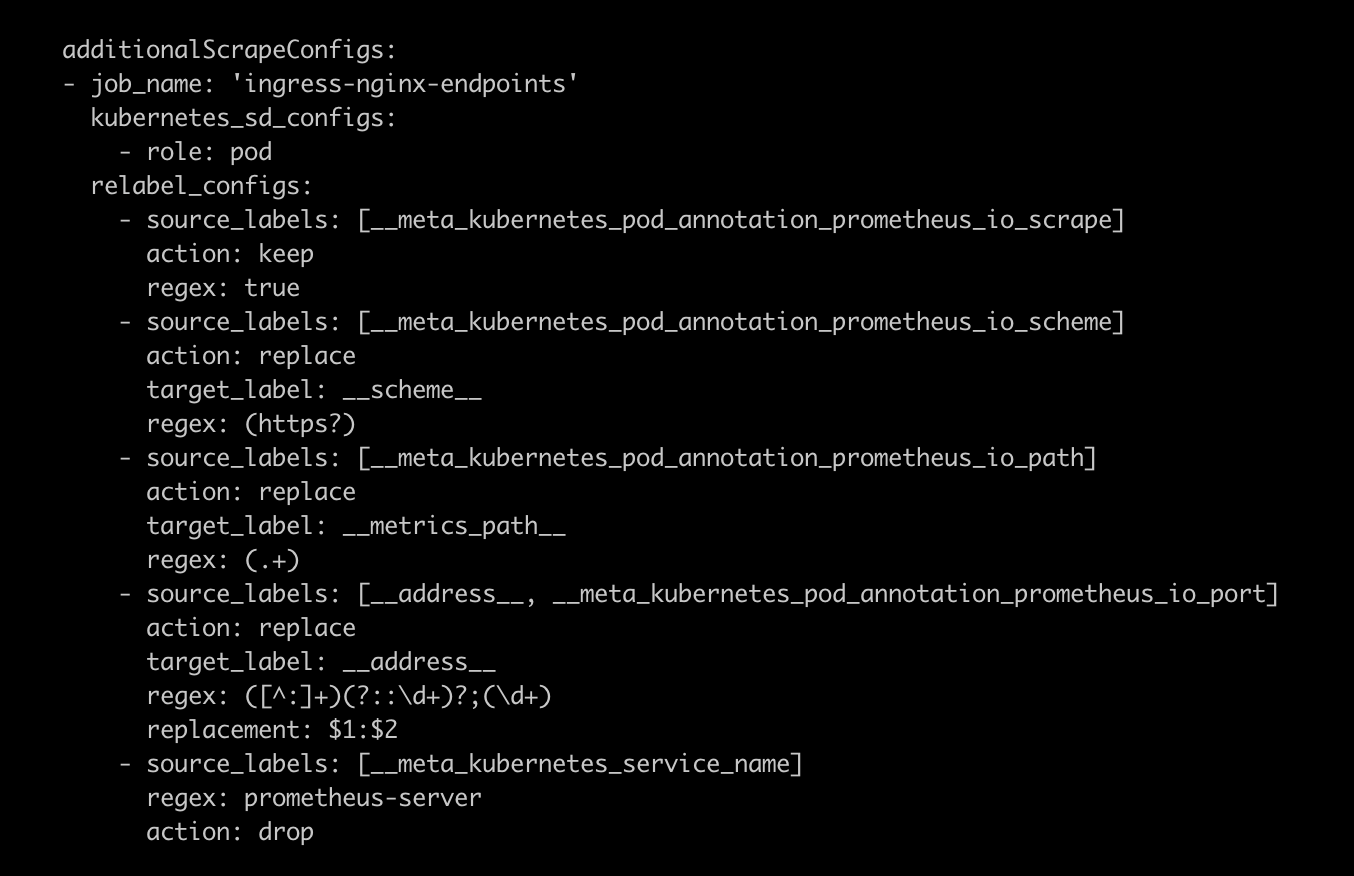 additionalScrapeConfigs:
- job_name: 'ingress-nginx-endpoints'
  kubernetes_sd_configs:
    - role: pod
  relabel_configs:
    - source_labels: [__meta_kubernetes_pod_annotation_prometheus_io_scrape]
      action: keep
      regex: true
    - source_labels: [__meta_kubernetes_pod_annotation_prometheus_io_scheme]
      action: replace
      target_label: __scheme__
      regex: (https?)
    - source_labels: [__meta_kubernetes_pod_annotation_prometheus_io_path]
      action: replace
      target_label: __metrics_path__
      regex: (.+)
    - source_labels: [__address__, __meta_kubernetes_pod_annotation_prometheus_io_port]
      action: replace
      target_label: __address__
      regex: ([^:]+)(?::\d+)?;(\d+)
      replacement: $1:$2
    - source_labels: [__meta_kubernetes_service_name]
      regex: prometheus-server
      action: drop